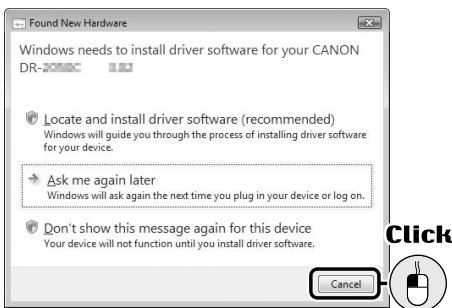 Found New Hardware
Windows needs to install driver software for your CANON
DR-
Locate and install driver software (recommended)
Windows will guide you through the process of installing driver software
for your device.
Ask me again later
Windows will ask again the next time you plug in your device or log on.
Don't show this message again for this device
Your device will not function until you install driver software.
Click
Cancel